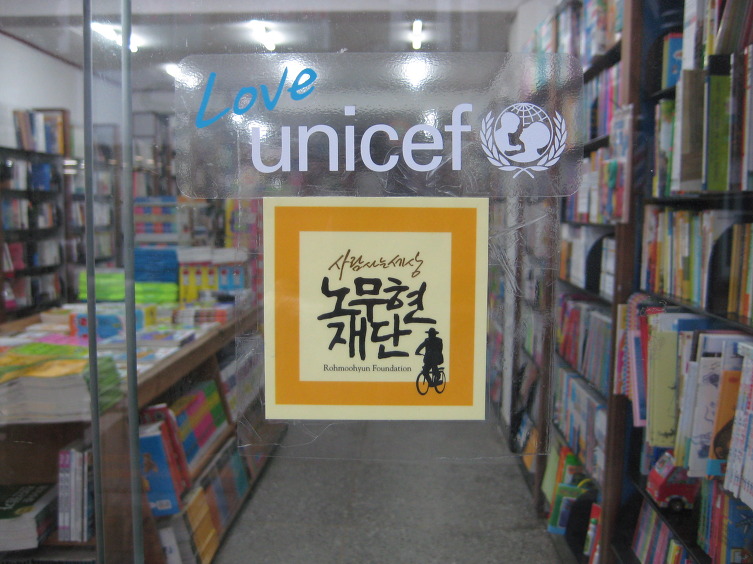 Love
unicef
사람사는세상
노무현
재단
Rohmoohyun Foundation